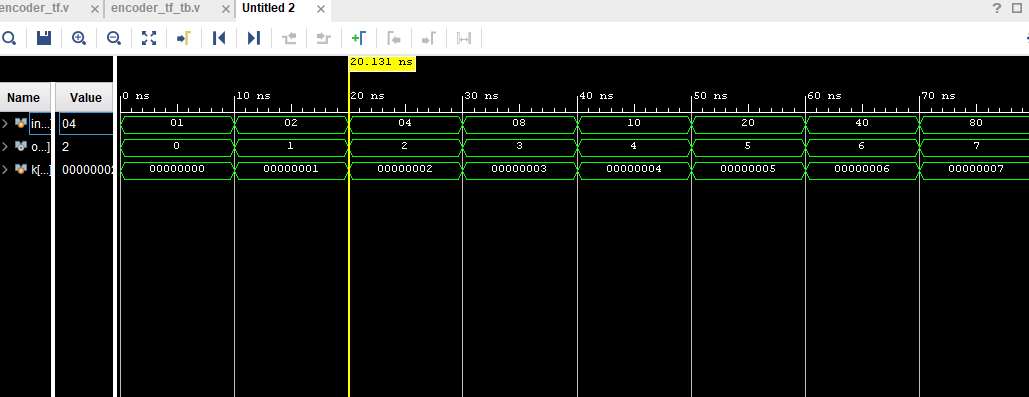 encoder_tf.v × encoder_tf_tb.v × Untitled 2 × ?
20.131 ns
Name Value 0 ns 10 ns 20 ns 30 ns 40 ns 50 ns 60 ns 70 ns
in...] 04 01 02 04 08 10 20 40 80
o...] 2 0 1 2 3 4 5 6 7
k[...] 00000002 00000000 00000001 00000002 00000003 00000004 00000005 00000006 00000007